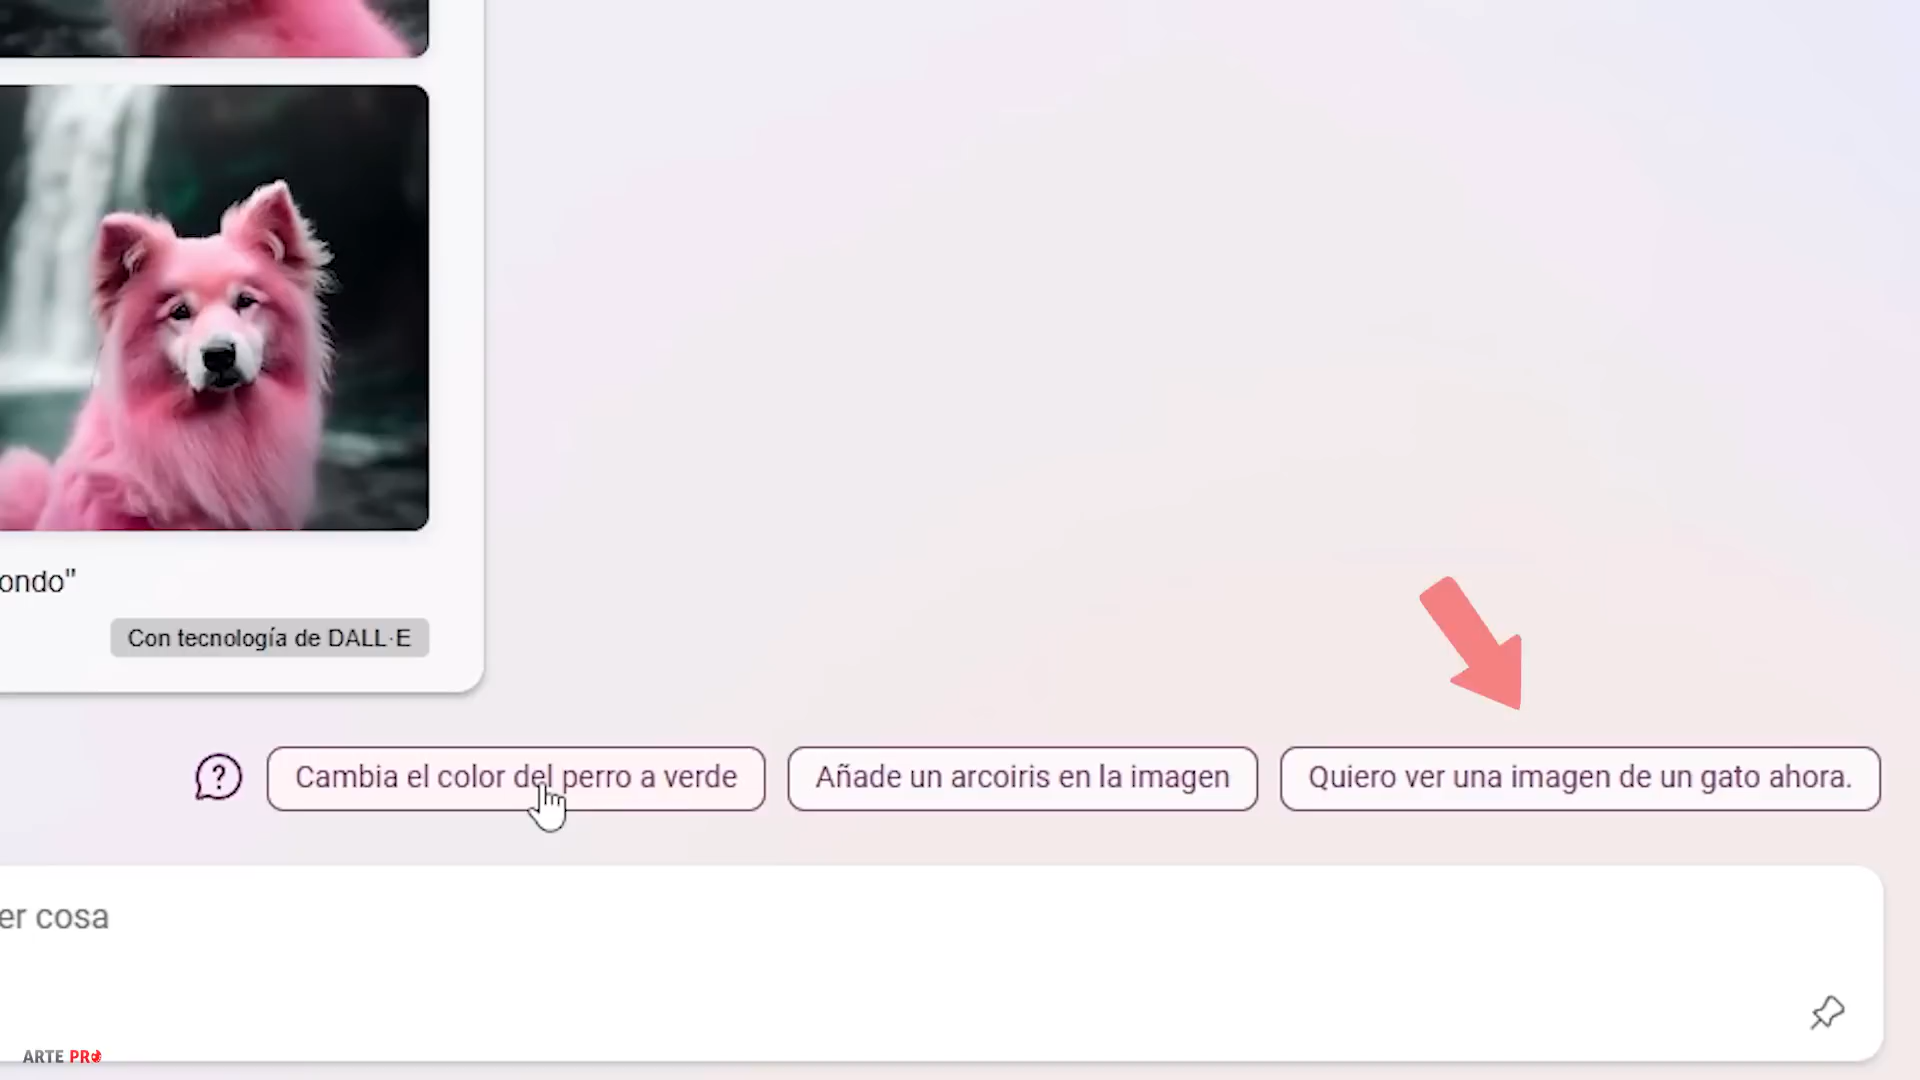 ondo"
Con tecnología de DALL·E
Cambia el color del perro a verde
Añade un arcoiris en la imagen
Quiero ver una imagen de un gato ahora.
er cosa
ARTE PRO